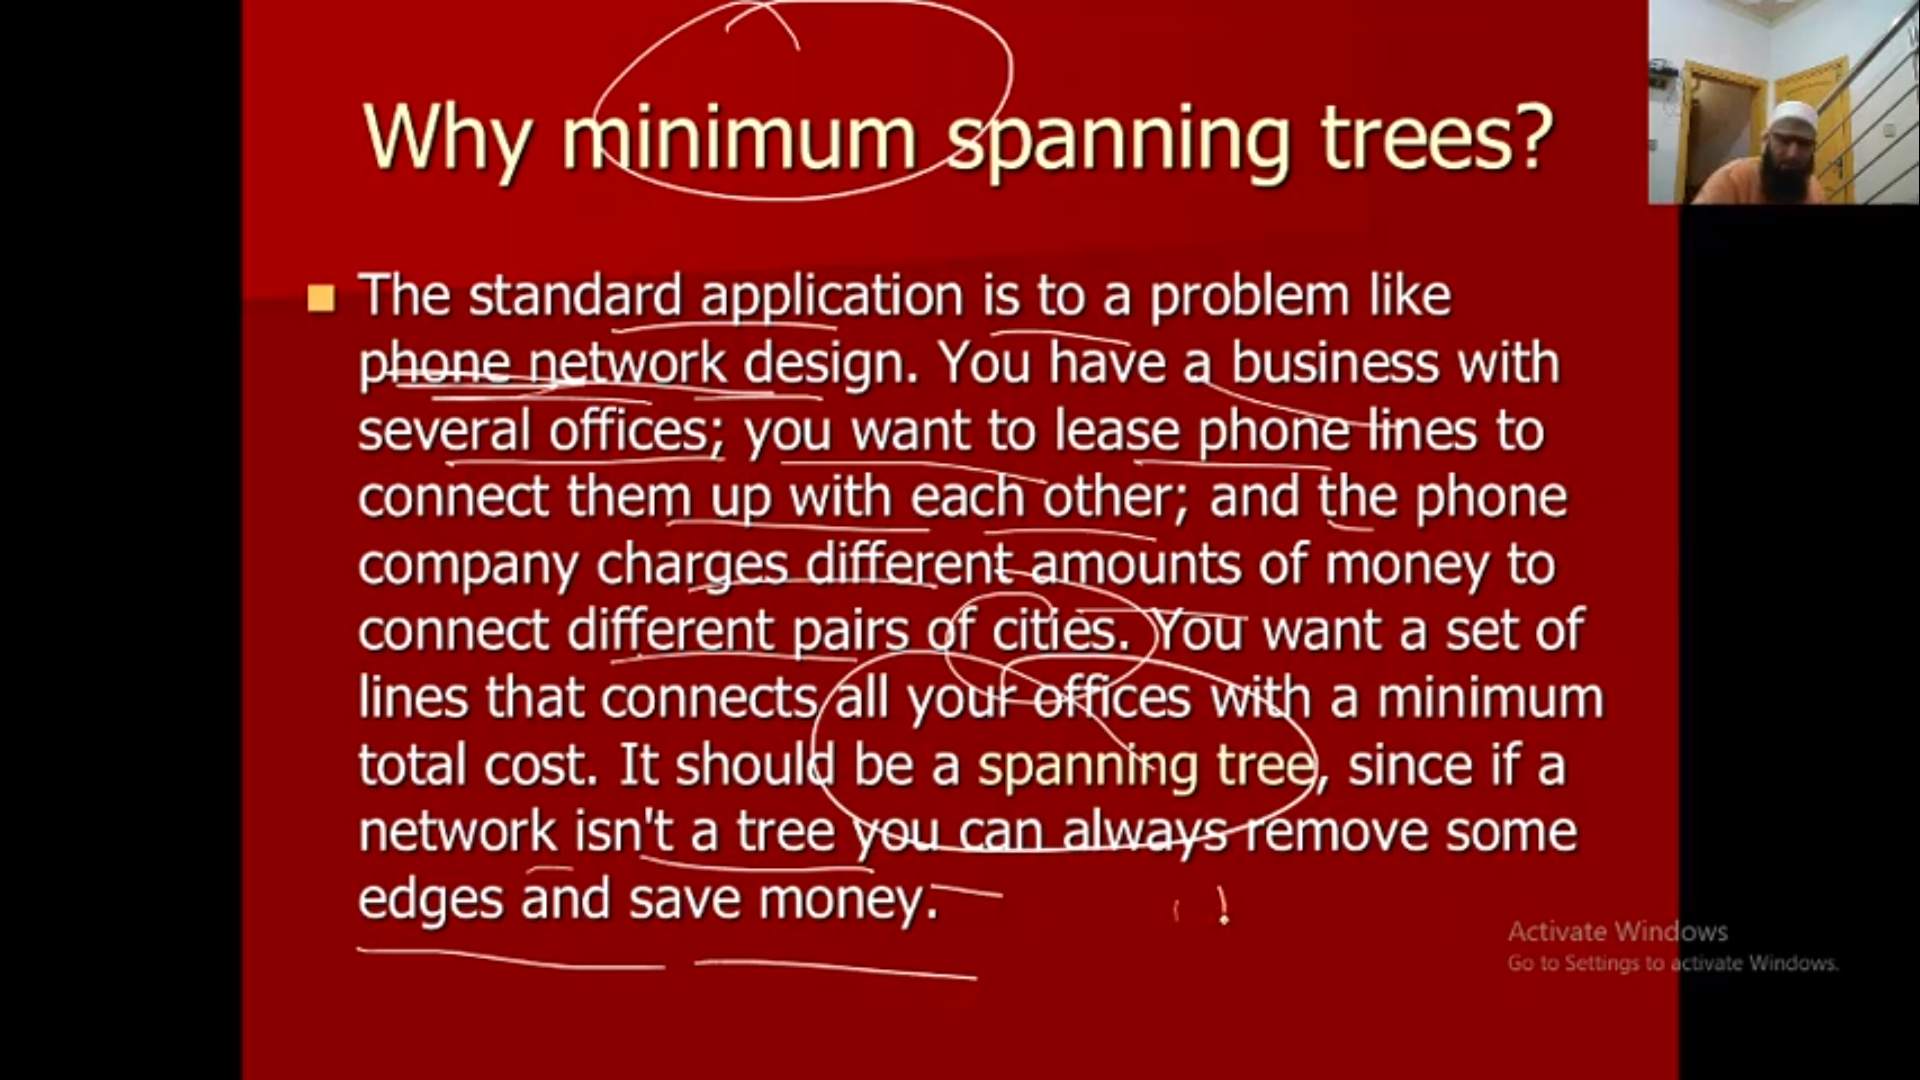 Why minimum spanning trees?
The standard application is to a problem like
phone network design. You have a business with
several offices; you want to lease phone lines to
connect them up with each other; and the phone
company charges different amounts of money to
connect different pairs of cities. You want a set of
lines that connects all your offices with a minimum
total cost. It should be a spanning tree, since if a
network isn't a tree you can always remove some
edges and save money.
Activate Windows
Go to Settings to activate Windows.